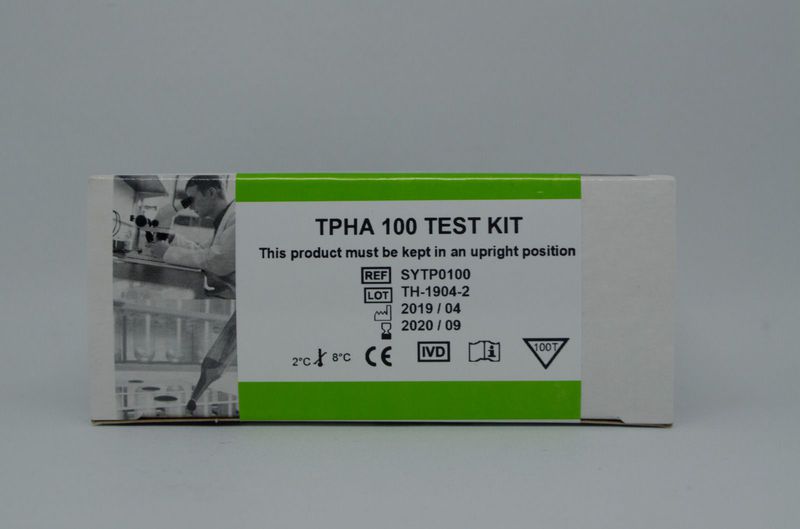 TPHA 100 TEST KIT
This product must be kept in an upright position
REF SYTP0100
LOT TH-1904-2
2019 / 04
2020 / 09
2°C 8°C CE IVD i 100T